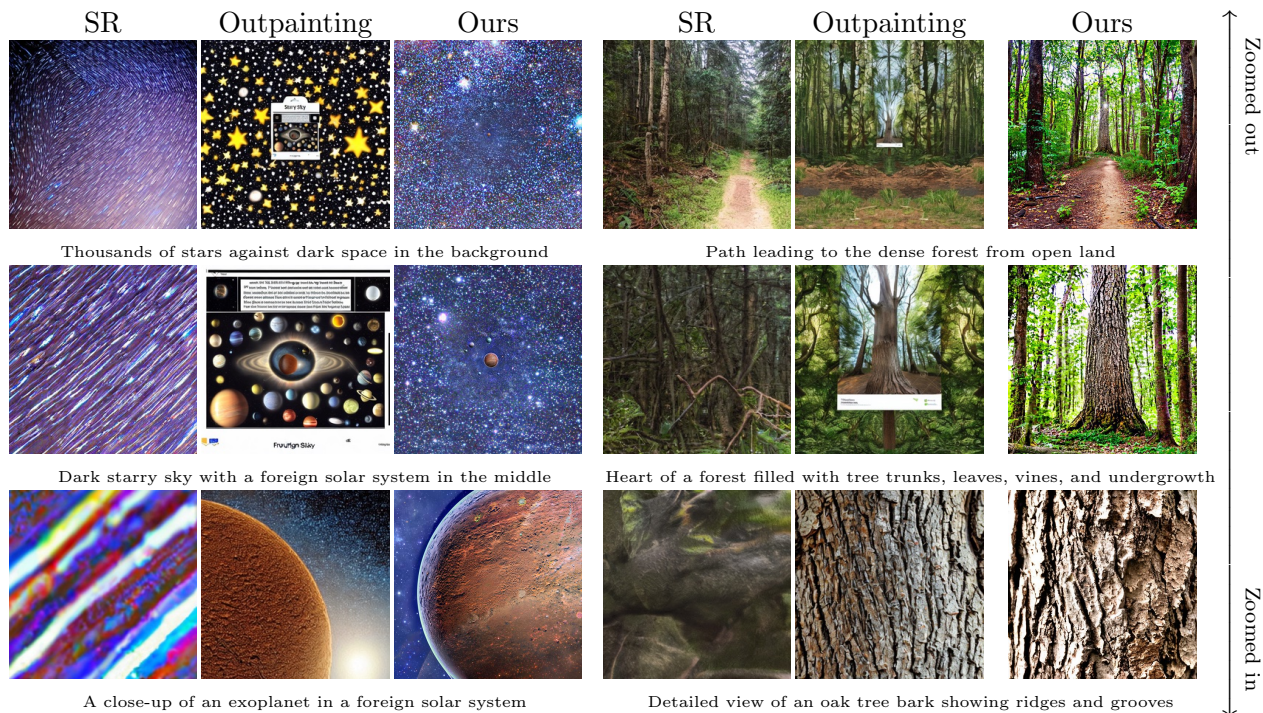 SR Outpainting Ours SR Outpainting Ours
Zoomed out
Thousands of stars against dark space in the background
Path leading to the dense forest from open land
Dark starry sky with a foreign solar system in the middle
Heart of a forest filled with tree trunks, leaves, vines, and undergrowth
Zoomed in
A close-up of an exoplanet in a foreign solar system
Detailed view of an oak tree bark showing ridges and grooves